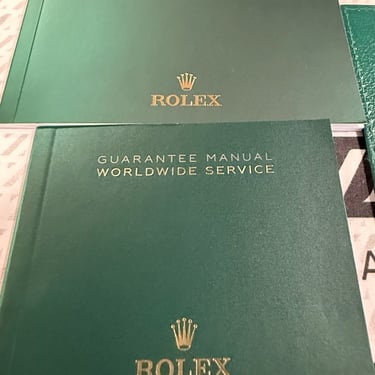 ROLEX
GUARANTEE MANUAL
WORLDWIDE SERVICE
ROLEX